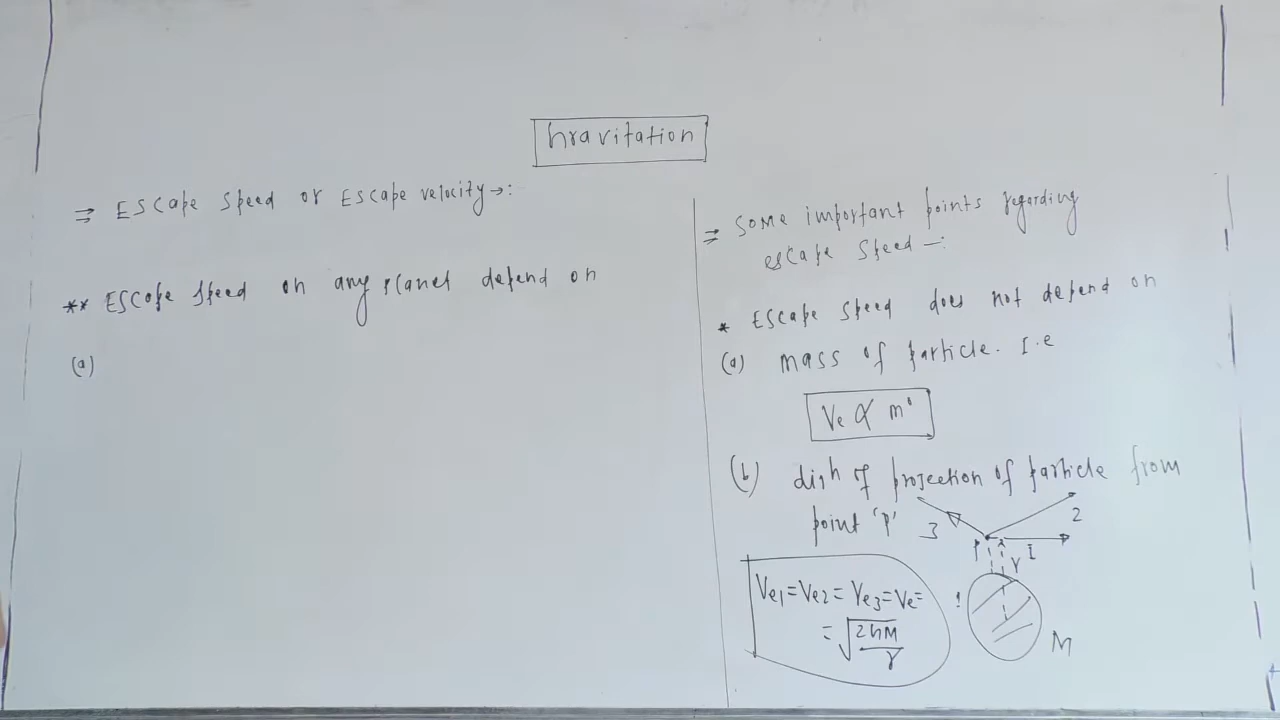 Gravitation
⇒ Escape speed or Escape velocity →:
** Escape speed on any planet depend on
(a)
⇒ Some important points regarding
escape speed —:
* Escape speed does not depend on
(a) mass of particle. I.e
Ve ∝ m°
(b) dirⁿ of projection of particle from
point 'P'
3
2
P
1
r
M
Ve1 = Ve2 = Ve3 = Ve =
= √(2GM/r)